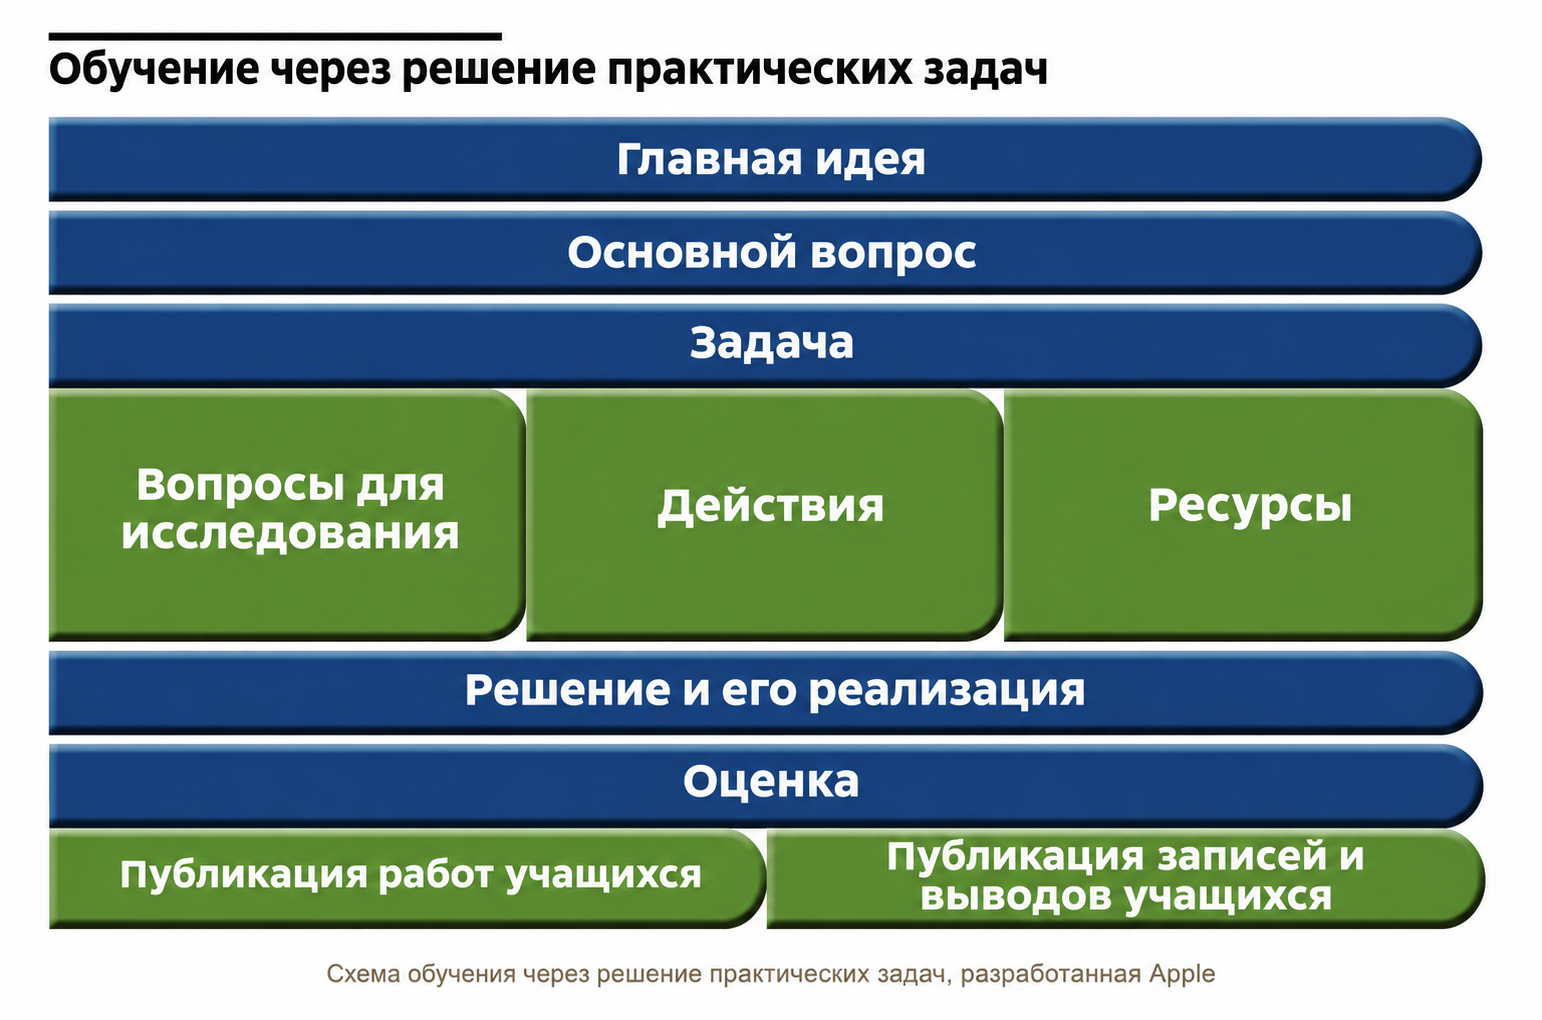 Обучение через решение практических задач
Главная идея
Основной вопрос
Задача
Вопросы для
исследования
Действия
Ресурсы
Решение и его реализация
Оценка
Публикация работ учащихся
Публикация записей и
выводов учащихся
Схема обучения через решение практических задач, разработанная Apple